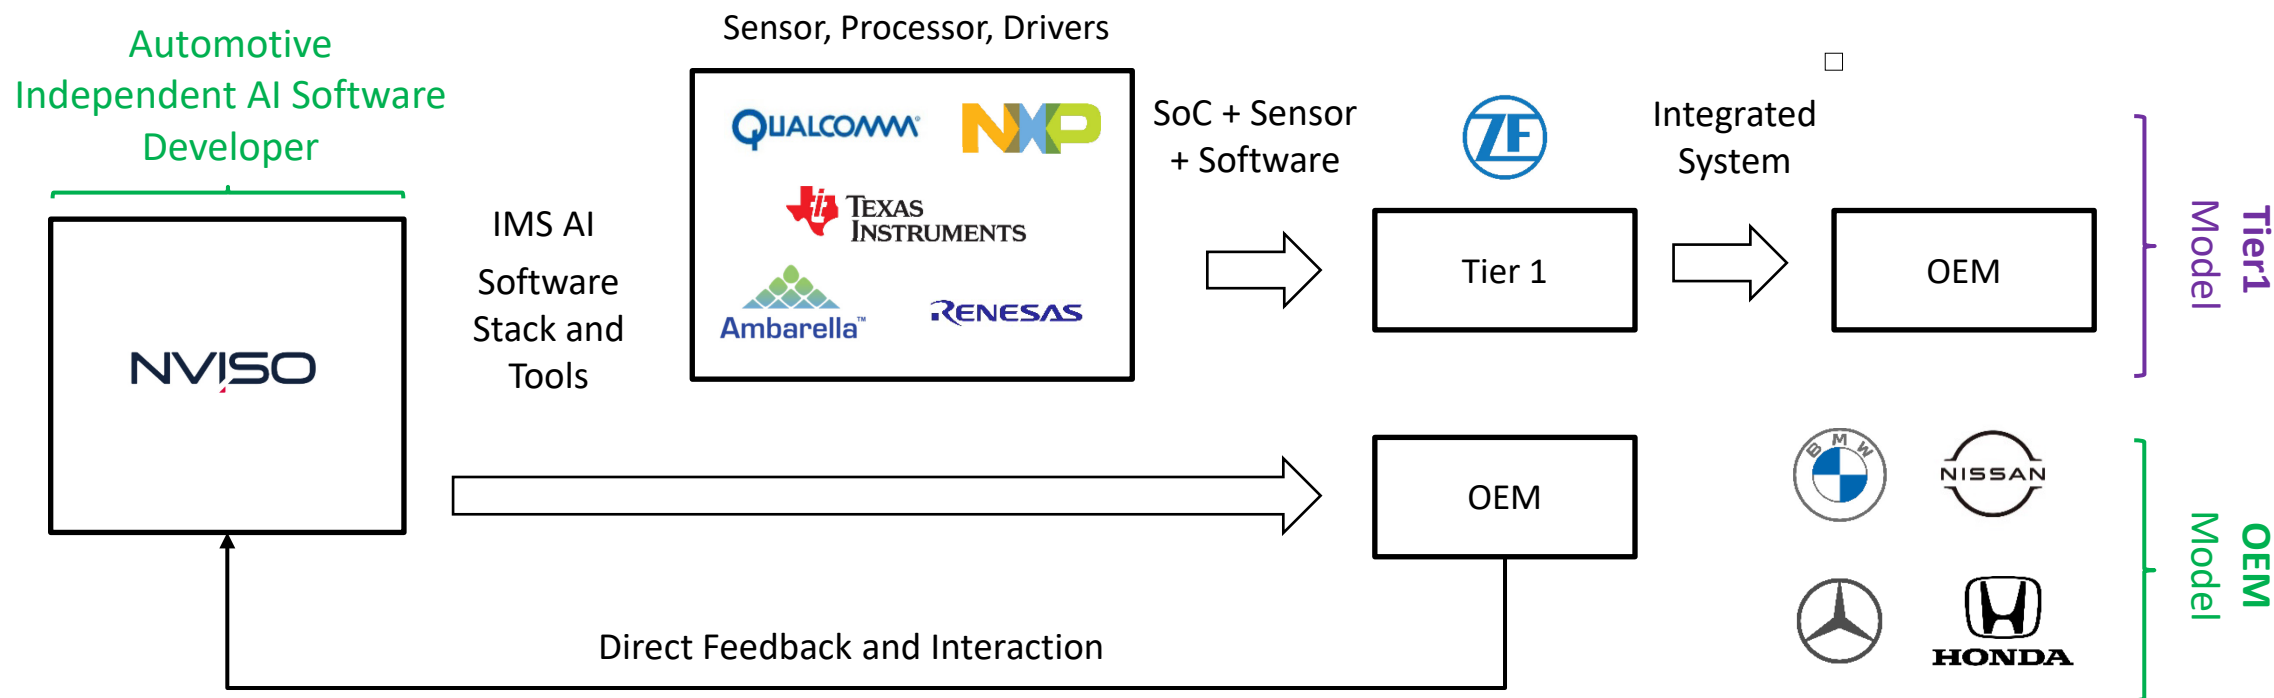 Automotive
Independent AI Software
Developer
NVISO
IMS AI
Software
Stack and
Tools
Sensor, Processor, Drivers
QUALCOMM®
NXP
TEXAS
INSTRUMENTS
Ambarella™
RENESAS
SoC + Sensor
+ Software
ZF
Tier 1
Integrated
System
OEM
Tier1
Model
OEM
BMW
NISSAN
HONDA
OEM
Model
Direct Feedback and Interaction